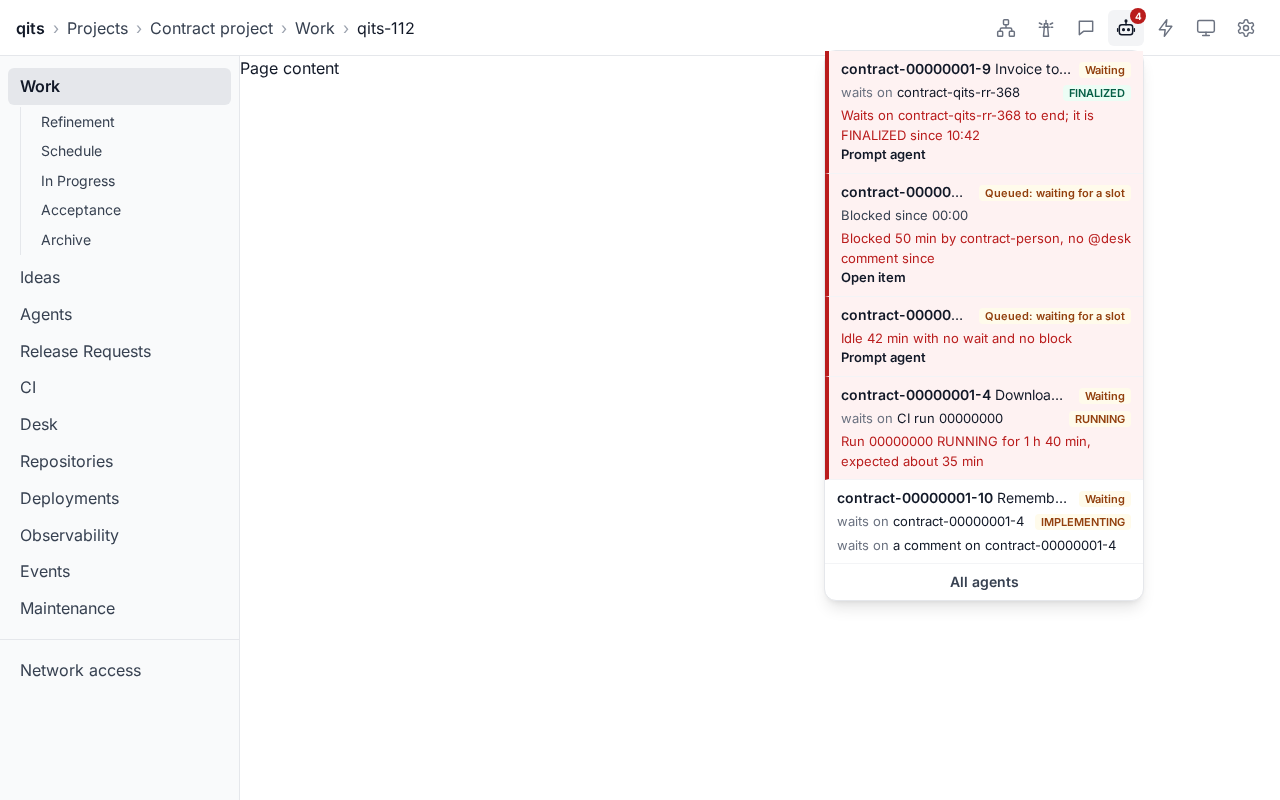 qits › Projects › Contract project › Work › qits-112
4
Work
Refinement
Schedule
In Progress
Acceptance
Archive
Ideas
Agents
Release Requests
CI
Desk
Repositories
Deployments
Observability
Events
Maintenance
Network access
Page content
contract-00000001-9 Invoice to... Waiting
waits on contract-qits-rr-368 FINALIZED
Waits on contract-qits-rr-368 to end; it is
FINALIZED since 10:42
Prompt agent
contract-00000... Queued: waiting for a slot
Blocked since 00:00
Blocked 50 min by contract-person, no @desk
comment since
Open item
contract-00000... Queued: waiting for a slot
Idle 42 min with no wait and no block
Prompt agent
contract-00000001-4 Downloa... Waiting
waits on CI run 00000000 RUNNING
Run 00000000 RUNNING for 1 h 40 min,
expected about 35 min
contract-00000001-10 Rememb... Waiting
waits on contract-00000001-4 IMPLEMENTING
waits on a comment on contract-00000001-4
All agents